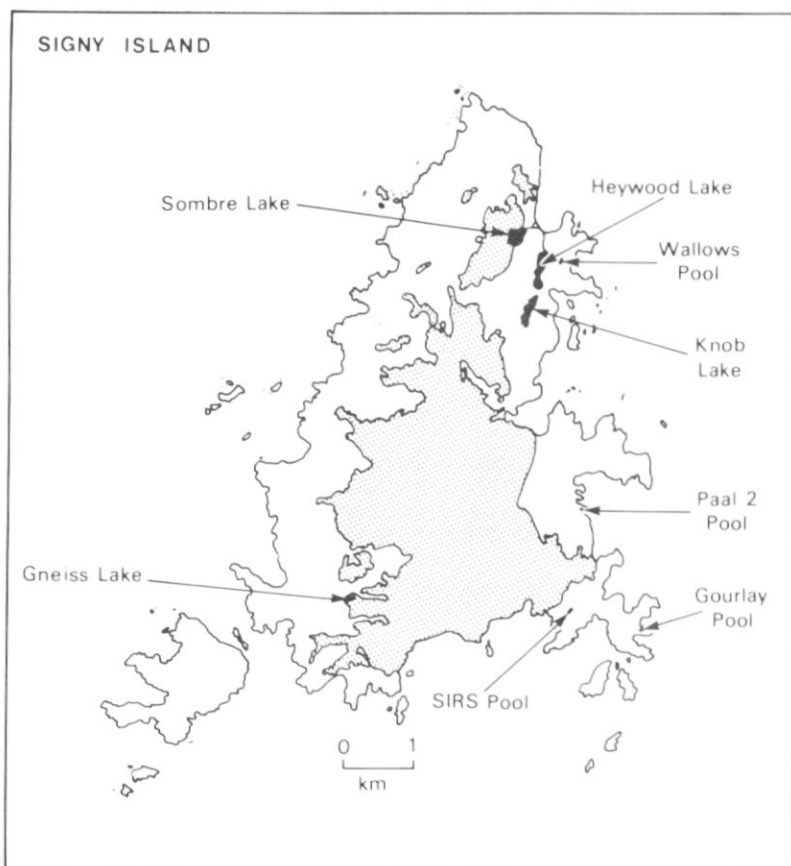 SIGNY ISLAND
Heywood Lake
Sombre Lake
Wallows
Pool
Knob
Lake
Paal 2
Pool
Gneiss Lake
Gourlay
Pool
SIRS Pool
0 1
km